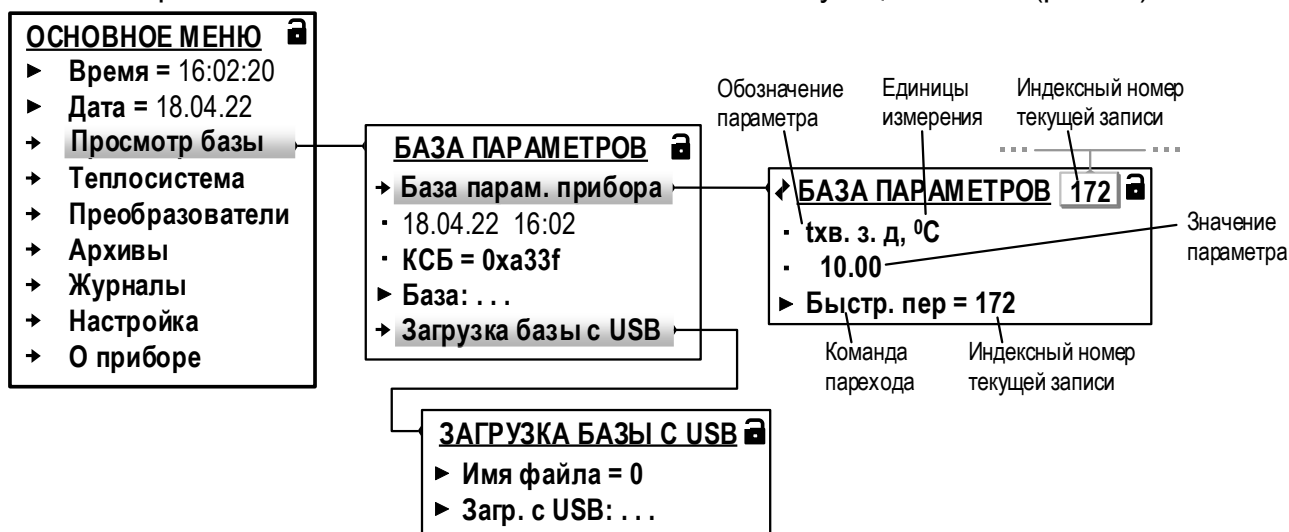 ОСНОВНОЕ МЕНЮ
► Время = 16:02:20
► Дата = 18.04.22
→ Просмотр базы
→ Теплосистема
→ Преобразователи
→ Архивы
→ Журналы
→ Настройка
→ О приборе
БАЗА ПАРАМЕТРОВ
→ База парам. прибора
· 18.04.22 16:02
· КСБ = 0xa33f
► База: . . .
→ Загрузка базы с USB
Обозначение
параметра
Единицы
измерения
Индексный номер
текущей записи
БАЗА ПАРАМЕТРОВ 172
· tхв. з. д, ⁰С
· 10.00
► Быстр. пер = 172
Значение
параметра
Команда
парехода
Индексный номер
текущей записи
ЗАГРУЗКА БАЗЫ С USB
► Имя файла = 0
► Загр. с USB: . . .